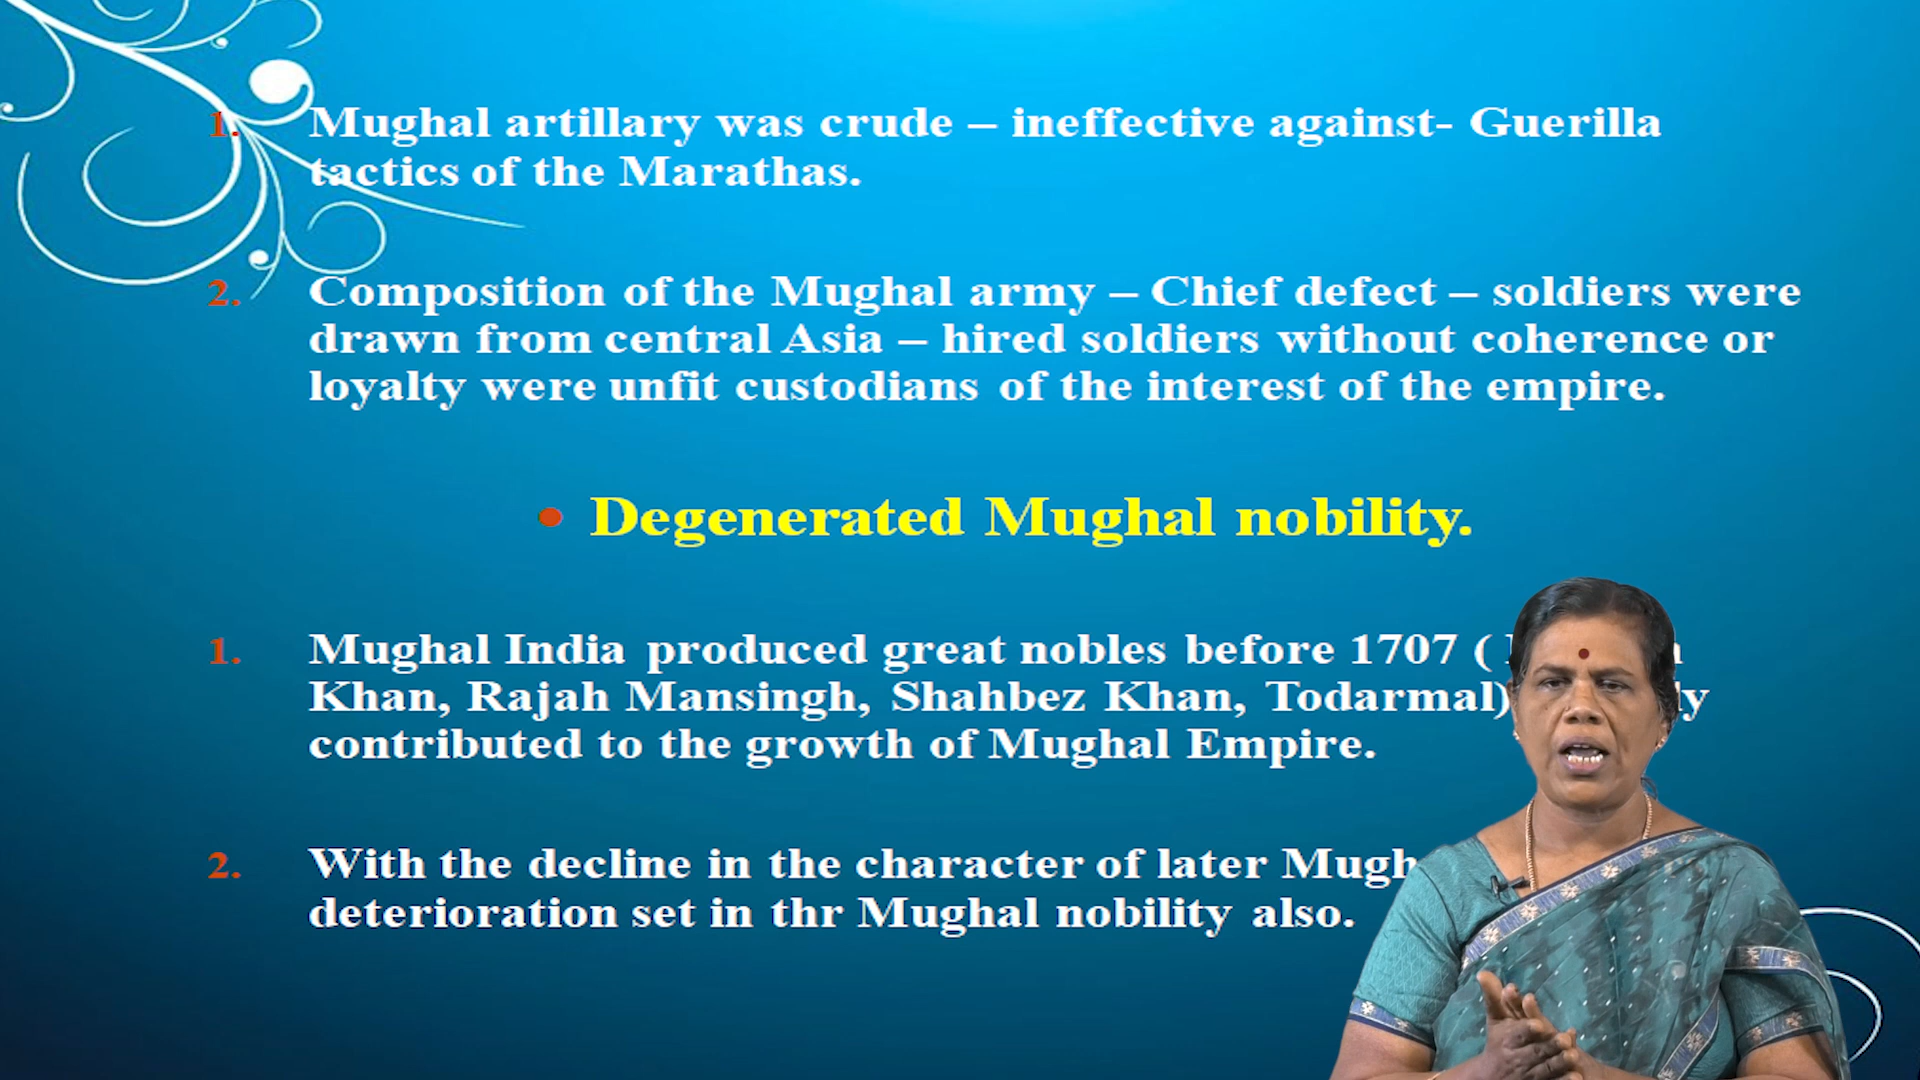 1. Mughal artillary was crude – ineffective against- Guerilla
tactics of the Marathas.
2. Composition of the Mughal army – Chief defect – soldiers were
drawn from central Asia – hired soldiers without coherence or
loyalty were unfit custodians of the interest of the empire.
• Degenerated Mughal nobility.
1. Mughal India produced great nobles before 1707 (
Khan, Rajah Mansingh, Shahbez Khan, Todarmal)
contributed to the growth of Mughal Empire.
2. With the decline in the character of later
deterioration set in thr Mughal nobility also.